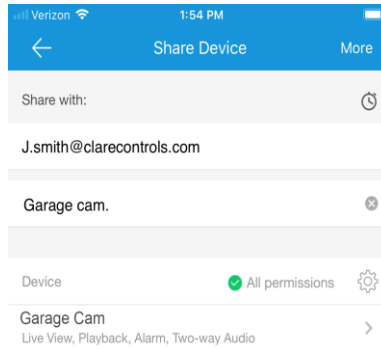 Verizon 1:54 PM
Share Device More
Share with:
J.smith@clarecontrols.com
Garage cam.
Device All permissions
Garage Cam
Live View, Playback, Alarm, Two-way Audio